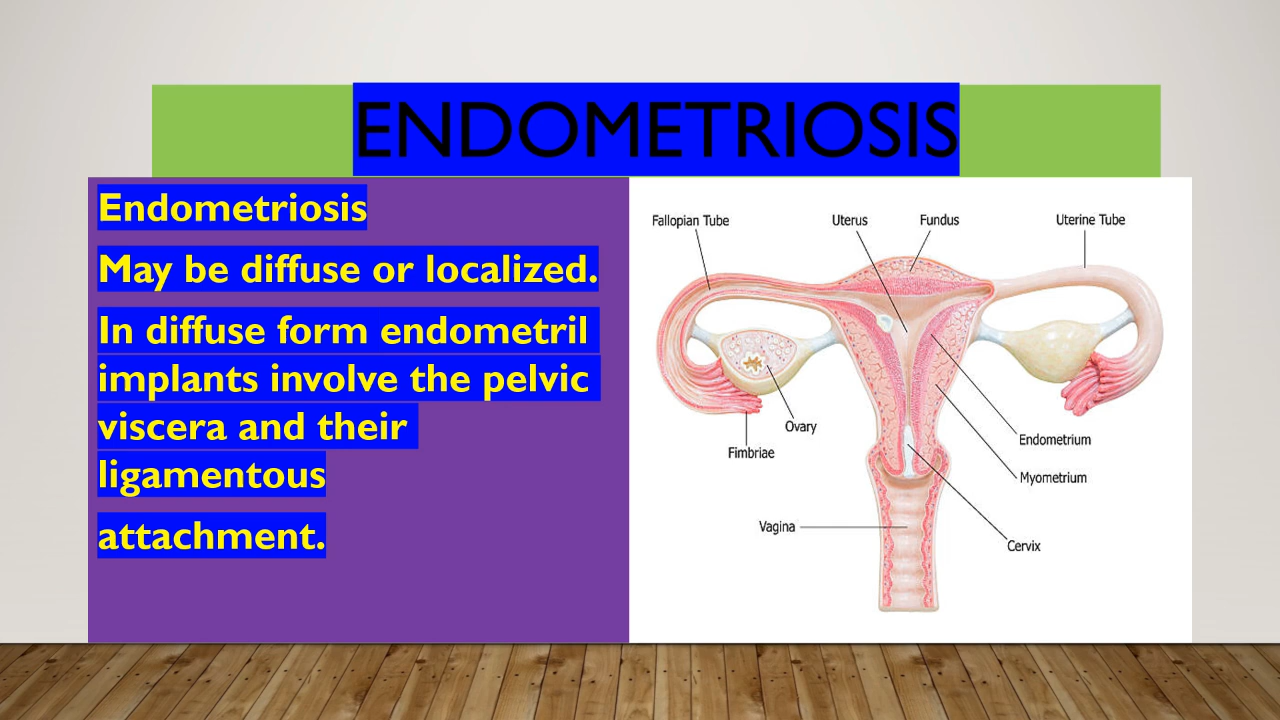 ENDOMETRIOSIS
Endometriosis
May be diffuse or localized.
In diffuse form endometril
implants involve the pelvic
viscera and their
ligamentous
attachment.
Fallopian Tube
Uterus
Fundus
Uterine Tube
Ovary
Fimbriae
Endometrium
Myometrium
Vagina
Cervix